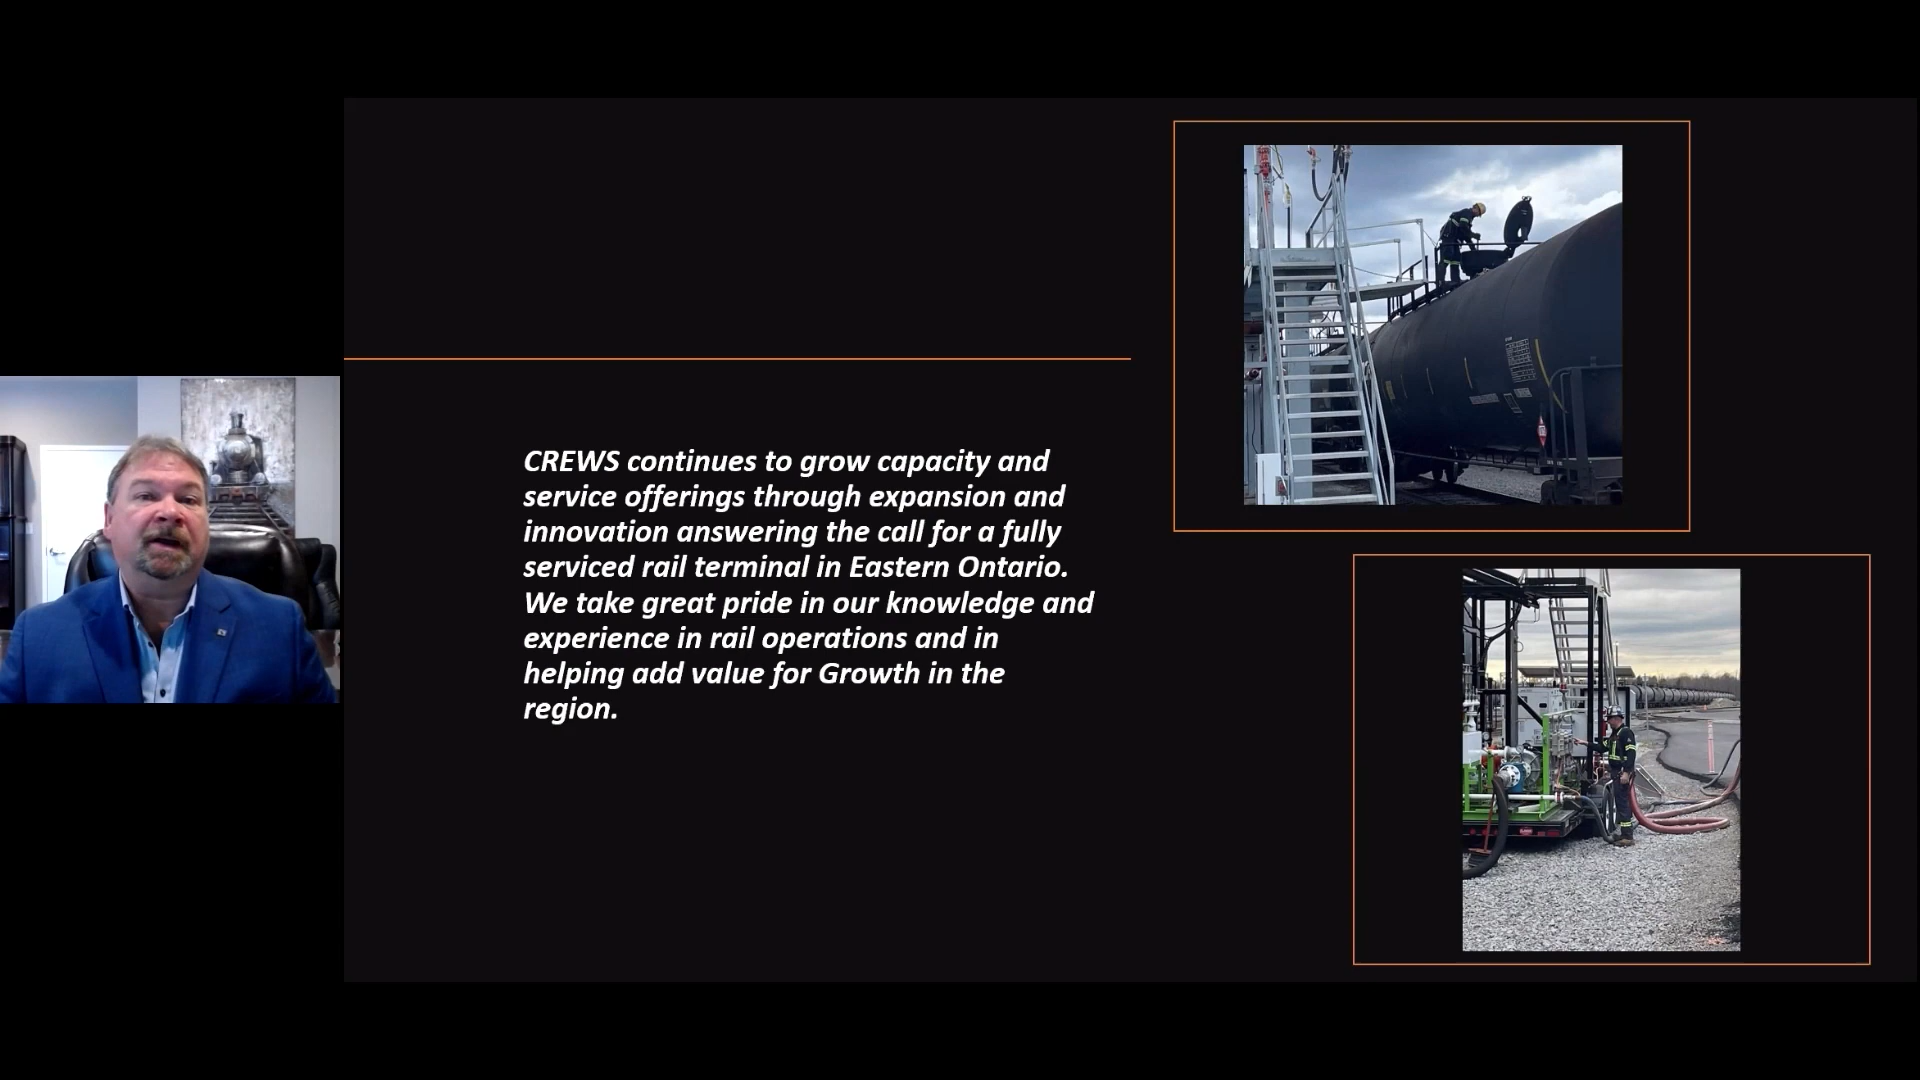 CREWS continues to grow capacity and
service offerings through expansion and
innovation answering the call for a fully
serviced rail terminal in Eastern Ontario.
We take great pride in our knowledge and
experience in rail operations and in
helping add value for Growth in the
region.